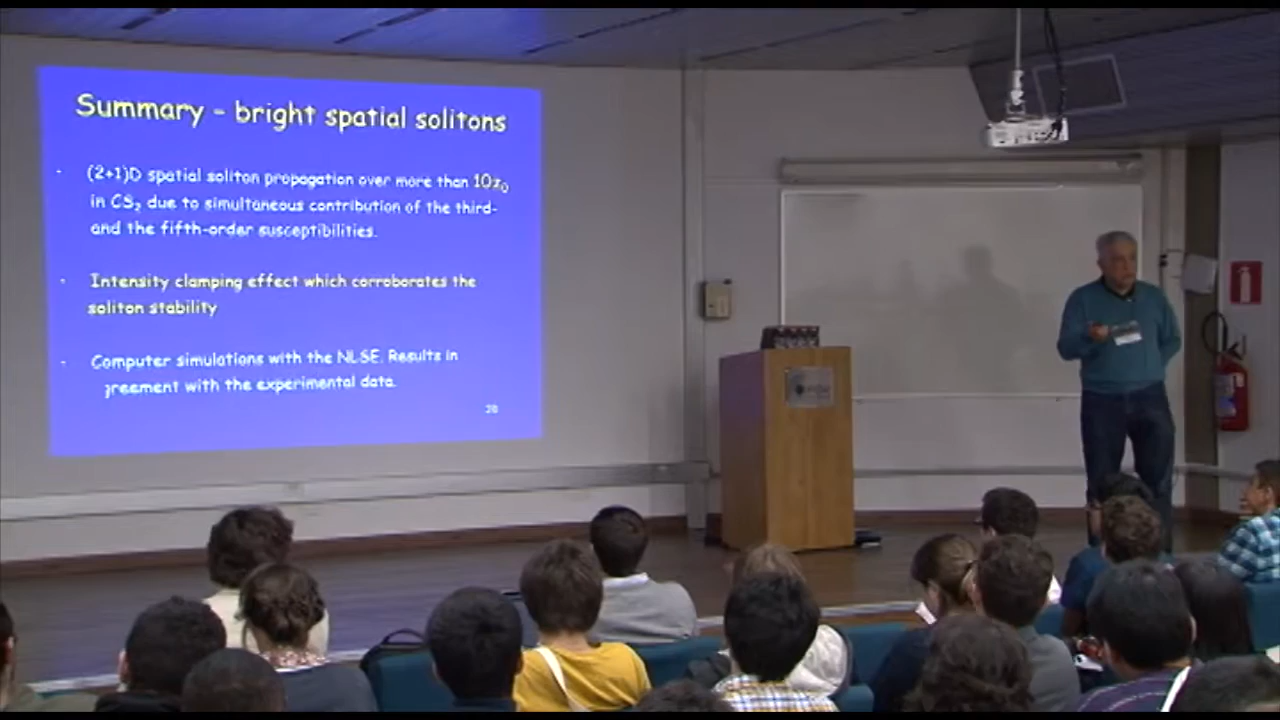 Summary - bright spatial solitons
· (2+1)D spatial soliton propagation over more than 10z₀
in CS₂ due to simultaneous contribution of the third-
and the fifth-order susceptibilities.
· Intensity clamping effect which corroborates the
soliton stability
· Computer simulations with the NLSE. Results in
greement with the experimental data.
20